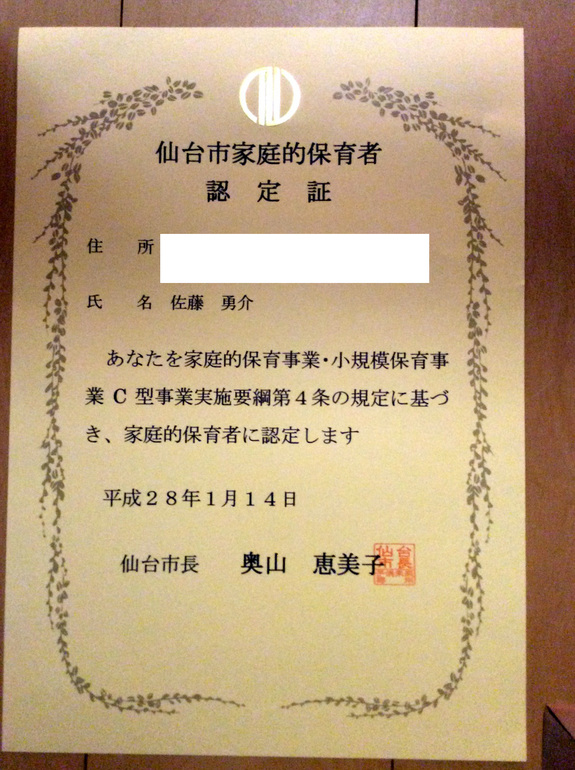 仙台市家庭的保育者
認定証
住所
氏名 佐藤 勇介
あなたを家庭的保育事業・小規模保育事
業C型事業実施要綱第4条の規定に基づ
き、家庭的保育者に認定します
平成28年1月14日
仙台市長 奥山 恵美子